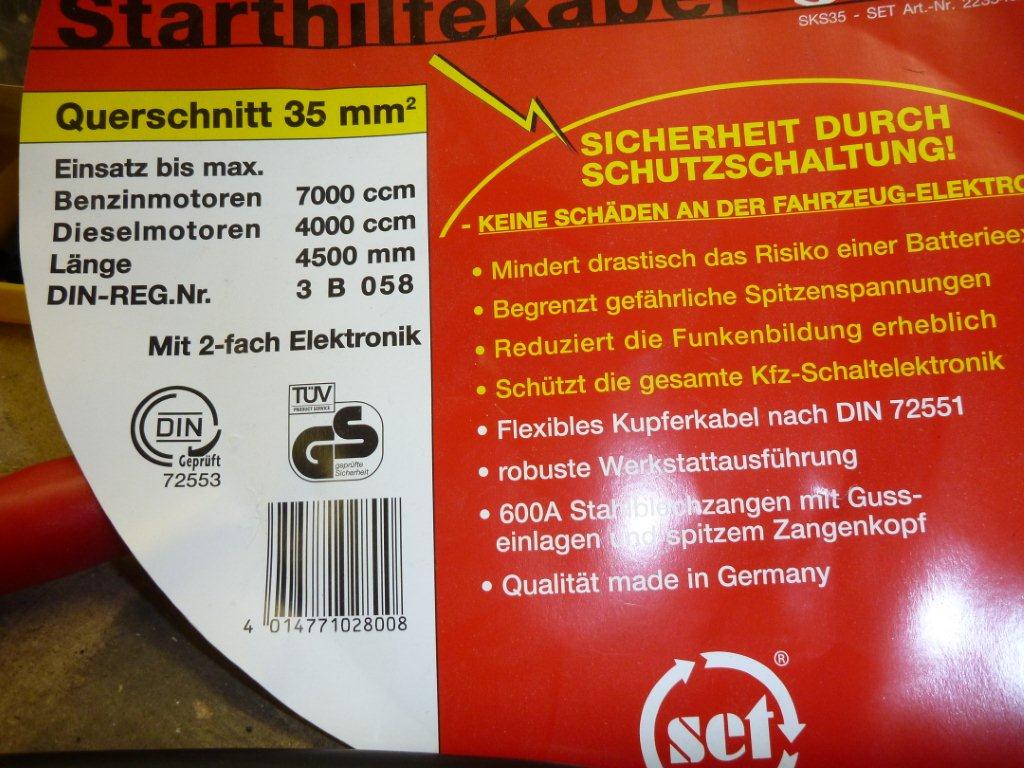 Starthilfekabel
SKS35 - SET Art.-Nr.
Querschnitt 35 mm²
Einsatz bis max.
Benzinmotoren 7000 ccm
Dieselmotoren 4000 ccm
Länge 4500 mm
DIN-REG.Nr. 3 B 058
Mit 2-fach Elektronik
DIN
Geprüft
72553
TÜV
PRODUCT SERVICE
GS
geprüfte
Sicherheit
4 014771028008
SICHERHEIT DURCH
SCHUTZSCHALTUNG!
- KEINE SCHÄDEN AN DER FAHRZEUG-ELEKTRO
• Mindert drastisch das Risiko einer Batterieex
• Begrenzt gefährliche Spitzenspannungen
• Reduziert die Funkenbildung erheblich
• Schützt die gesamte Kfz-Schaltelektronik
• Flexibles Kupferkabel nach DIN 72551
• robuste Werkstattausführung
• 600A Stahlblechzangen mit Guss-
einlagen und spitzem Zangenkopf
• Qualität made in Germany
set ®